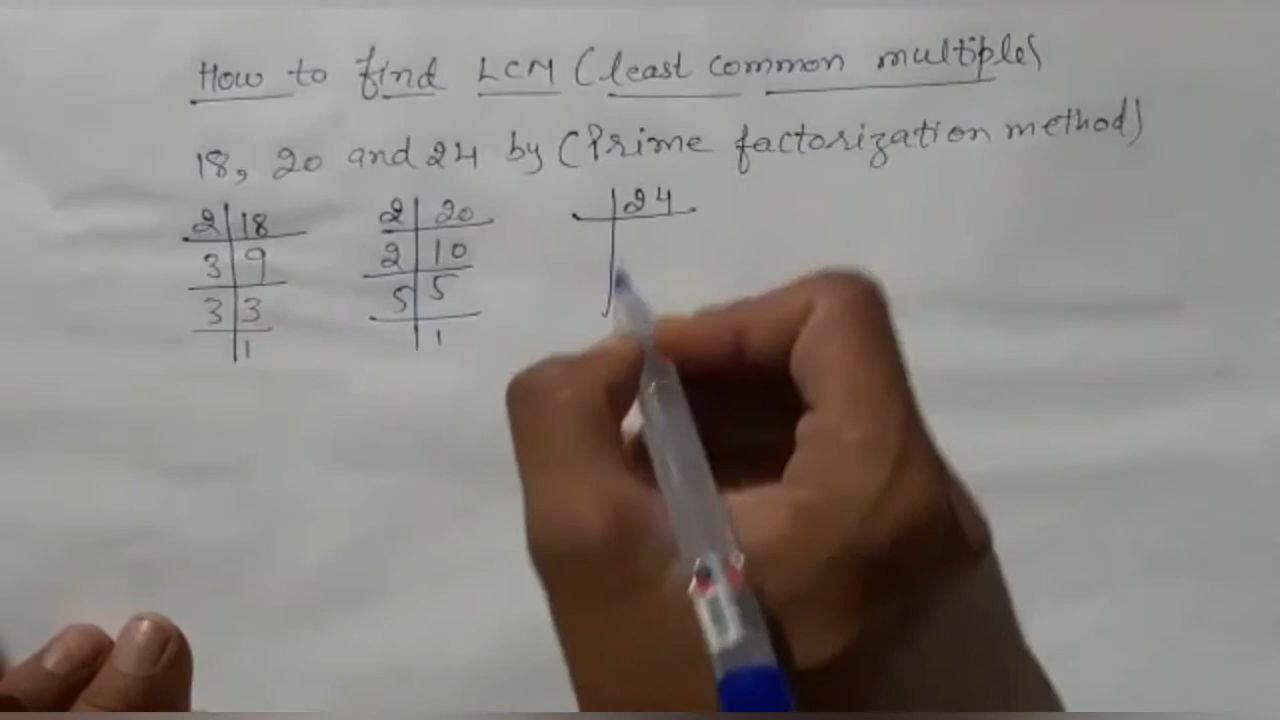 How to find LCM (least common multiples
18, 20 and 24 by (Prime factorization method)
2 18 2 20 24
3 9 2 10
3 3 5 5
1 1